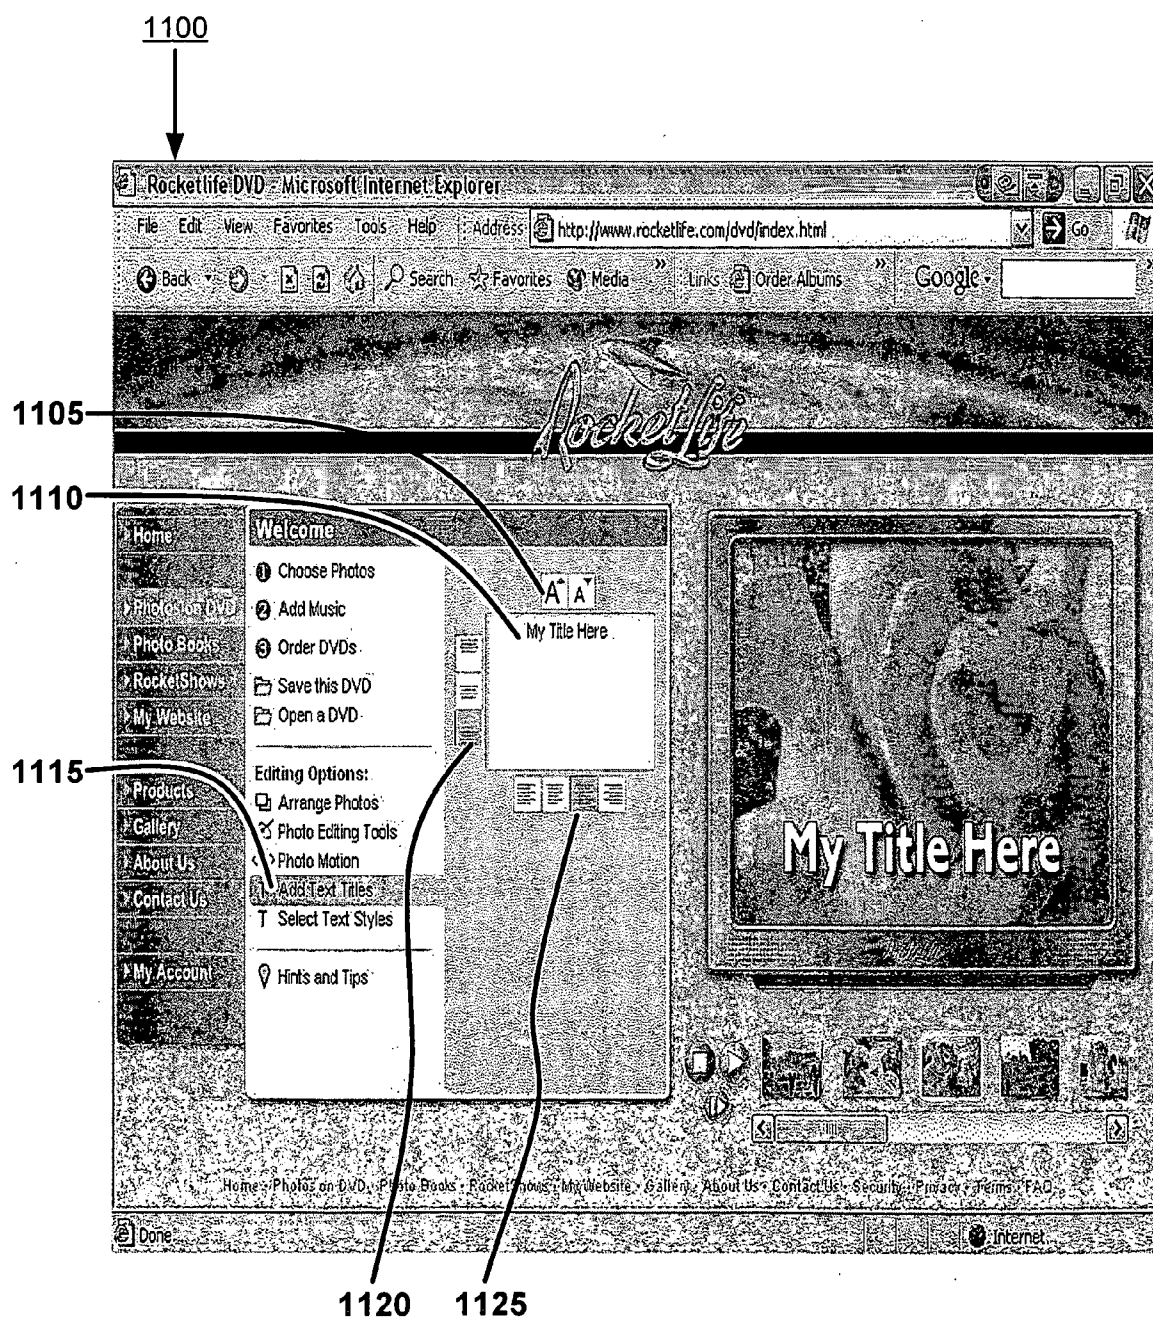 1100
Rocketlife DVD - Microsoft Internet Explorer
File Edit View Favorites Tools Help Address http://www.rocketlife.com/dvd/index.html Go
Back Search Favorites Media » Links Order Albums » Google
RocketLife
1105
1110
Home
Photos on DVD
Photo Books
RocketShows
My Website
Products
Gallery
About Us
Contact Us
My Account
Welcome
1 Choose Photos
2 Add Music
3 Order DVDs
Save this DVD
Open a DVD
Editing Options:
Arrange Photos
Photo Editing Tools
Photo Motion
Add Text Titles
T Select Text Styles
Hints and Tips
A A
My Title Here
1115
My Title Here
Home · Photos on DVD · Photo Books · RocketShows · My Website · Gallery · About Us · Contact Us · Security · Privacy · Terms · FAQ
Done Internet
1120 1125